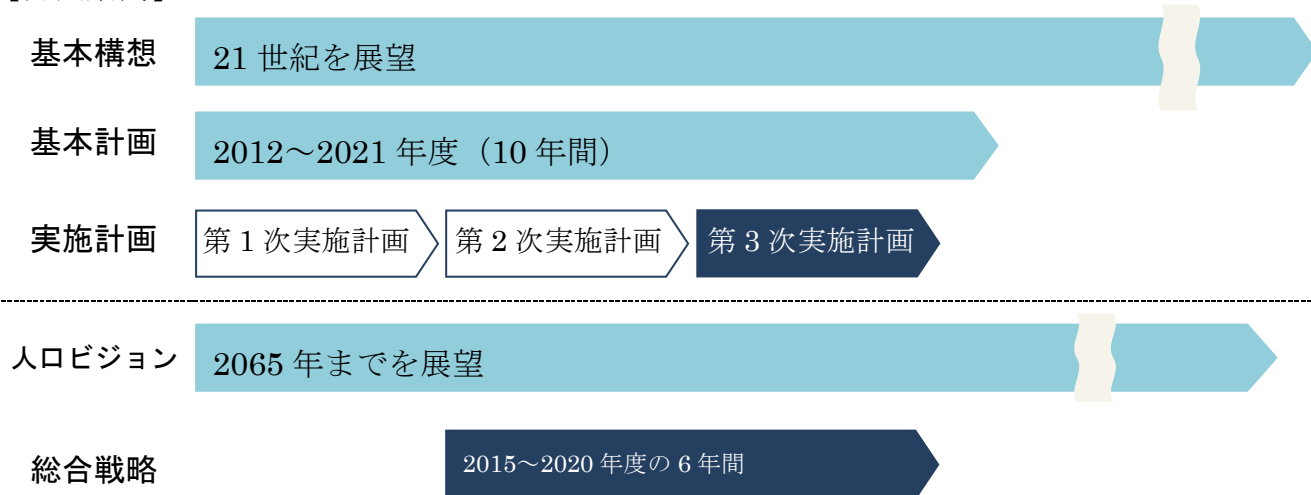 基本構想 21 世紀を展望
基本計画 2012～2021 年度（10 年間）
実施計画 第 1 次実施計画 第 2 次実施計画 第 3 次実施計画
人口ビジョン 2065 年までを展望
総合戦略 2015～2020 年度の 6 年間